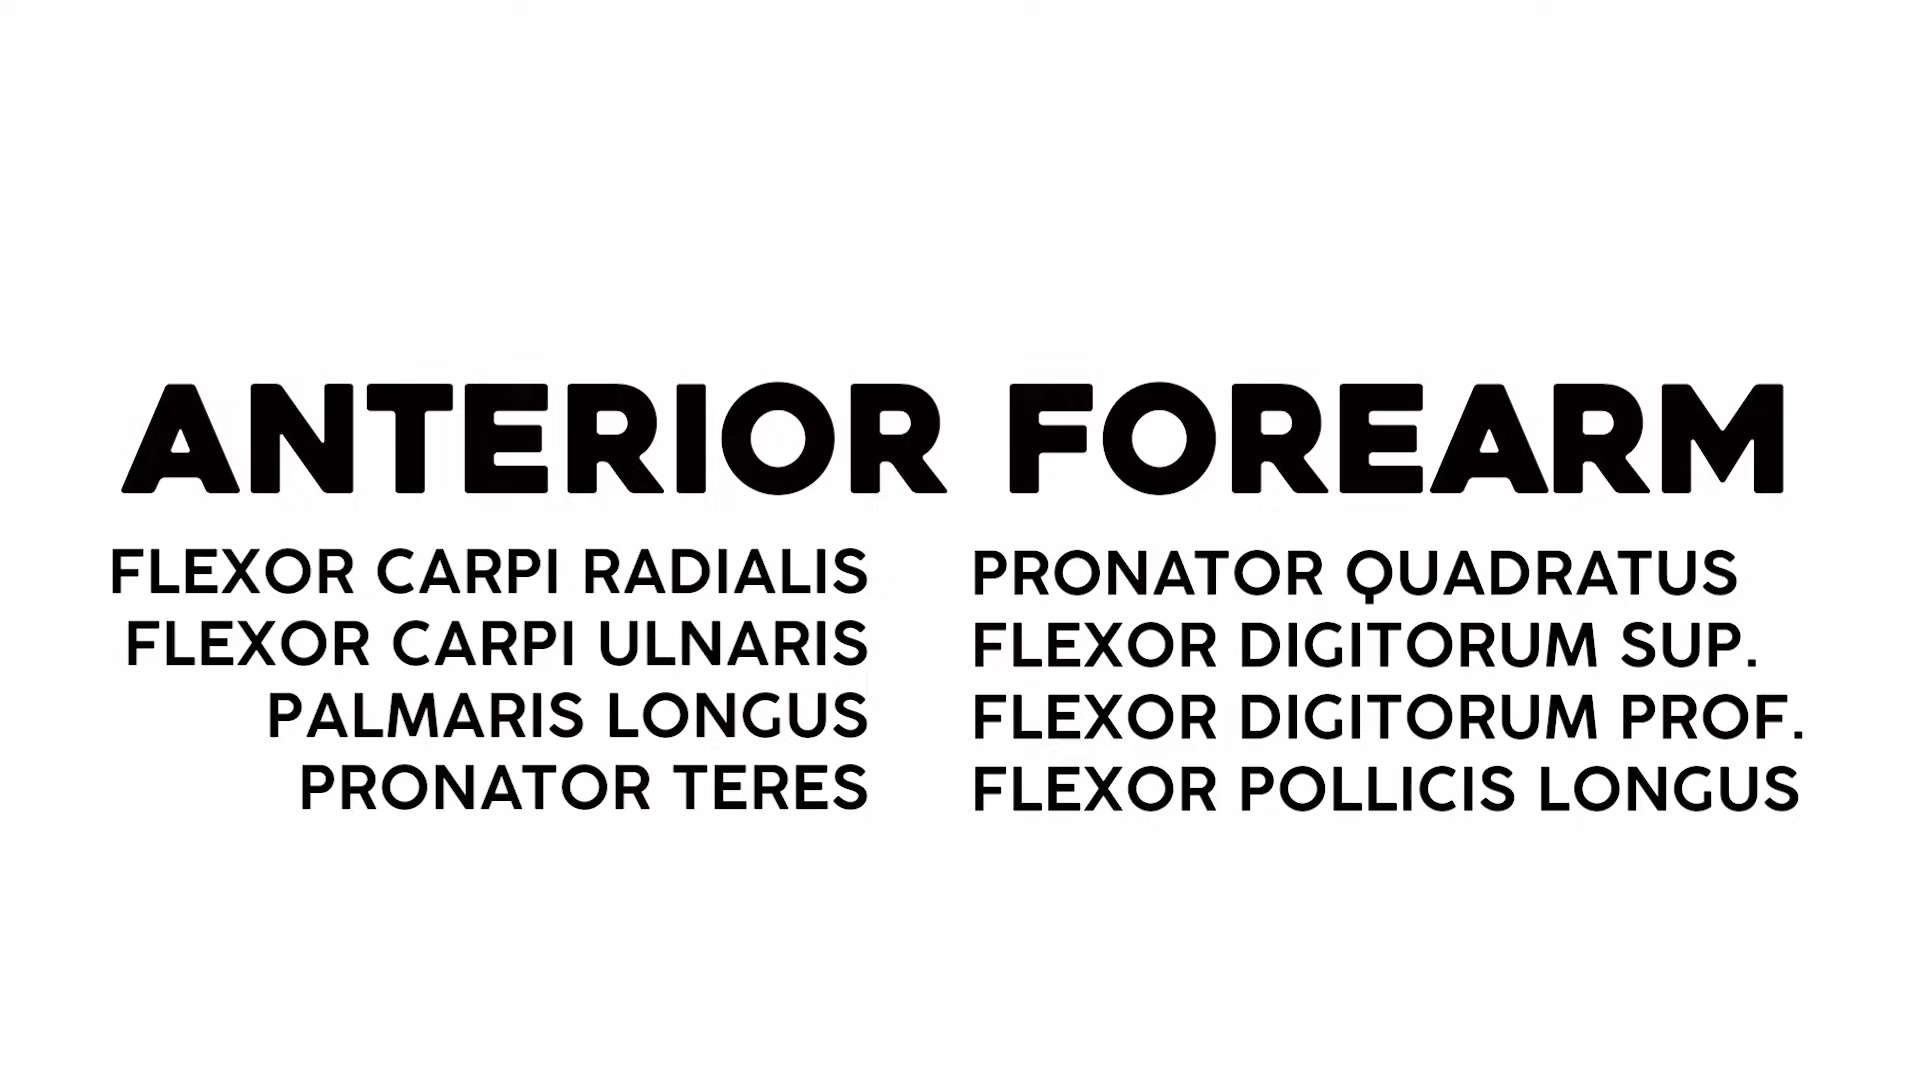 ANTERIOR FOREARM
FLEXOR CARPI RADIALIS
FLEXOR CARPI ULNARIS
PALMARIS LONGUS
PRONATOR TERES
PRONATOR QUADRATUS
FLEXOR DIGITORUM SUP.
FLEXOR DIGITORUM PROF.
FLEXOR POLLICIS LONGUS